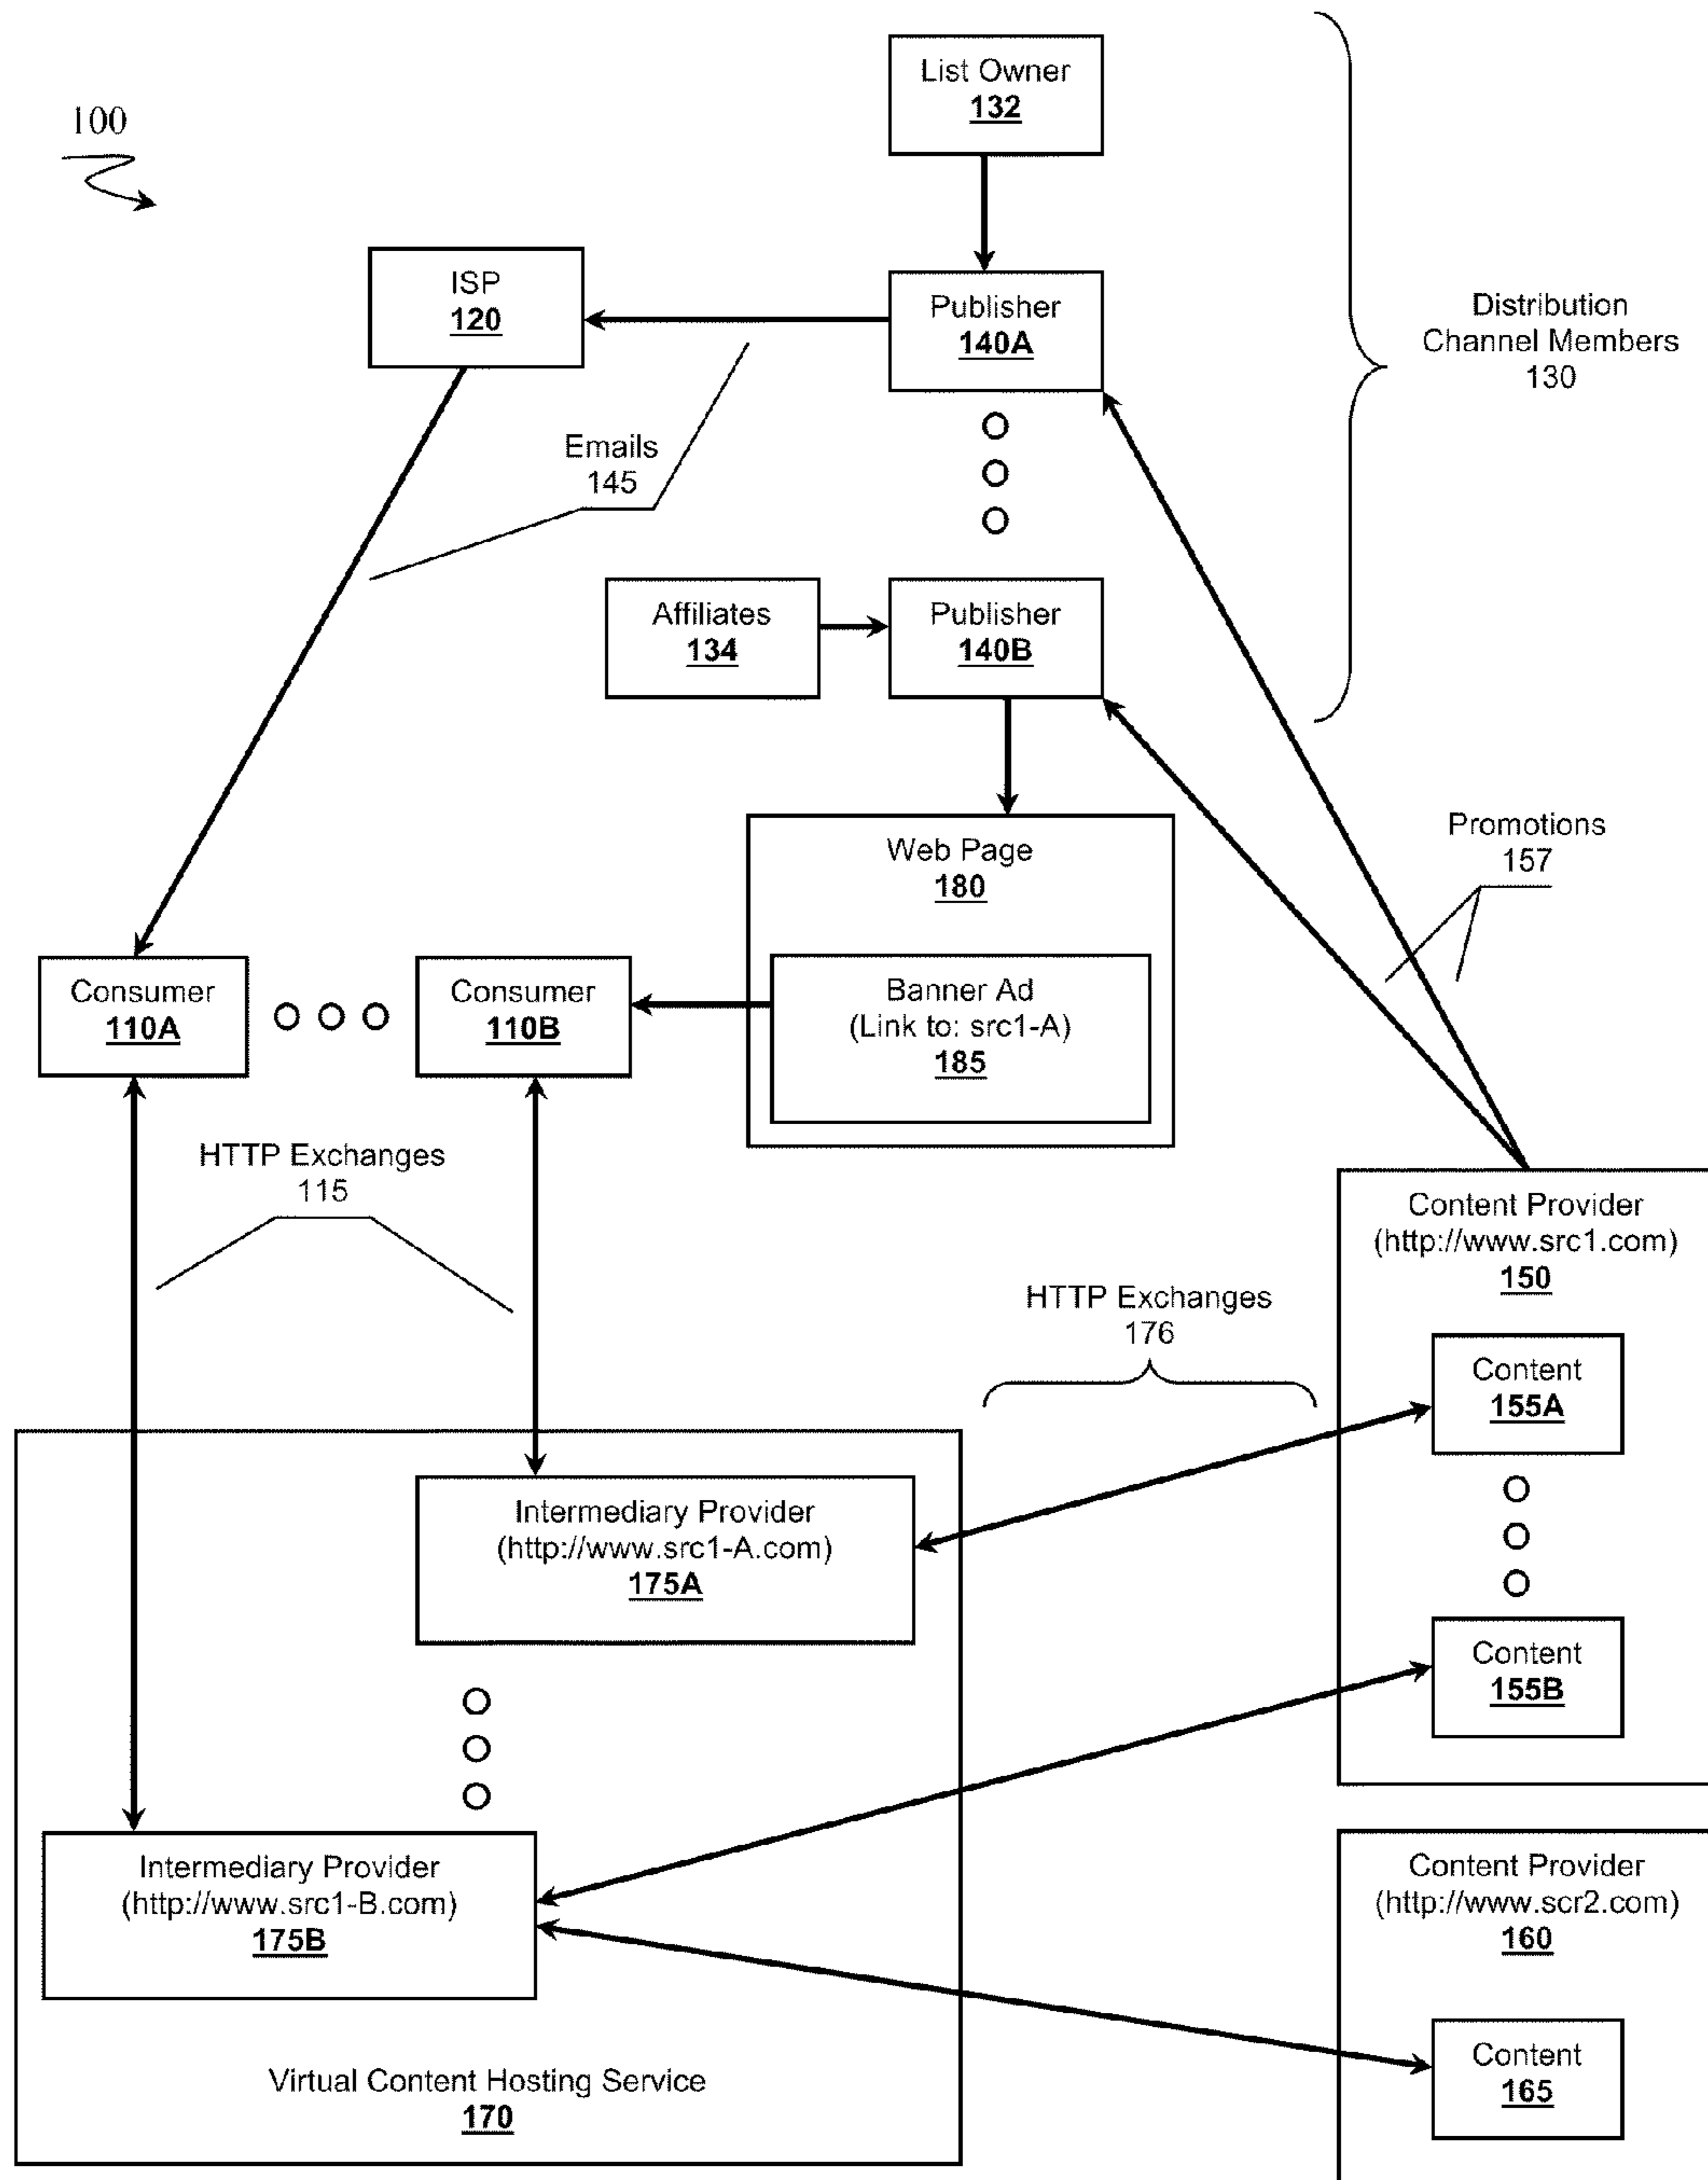 100
List Owner
132
ISP
120
Publisher
140A
Distribution
Channel Members
130
Emails
145
Affiliates
134
Publisher
140B
Promotions
157
Web Page
180
Consumer
110A
Consumer
110B
Banner Ad
(Link to: src1-A)
185
HTTP Exchanges
115
Content Provider
(http://www.src1.com)
150
HTTP Exchanges
176
Content
155A
Intermediary Provider
(http://www.src1-A.com)
175A
Content
155B
Intermediary Provider
(http://www.src1-B.com)
175B
Content Provider
(http://www.scr2.com)
160
Content
165
Virtual Content Hosting Service
170